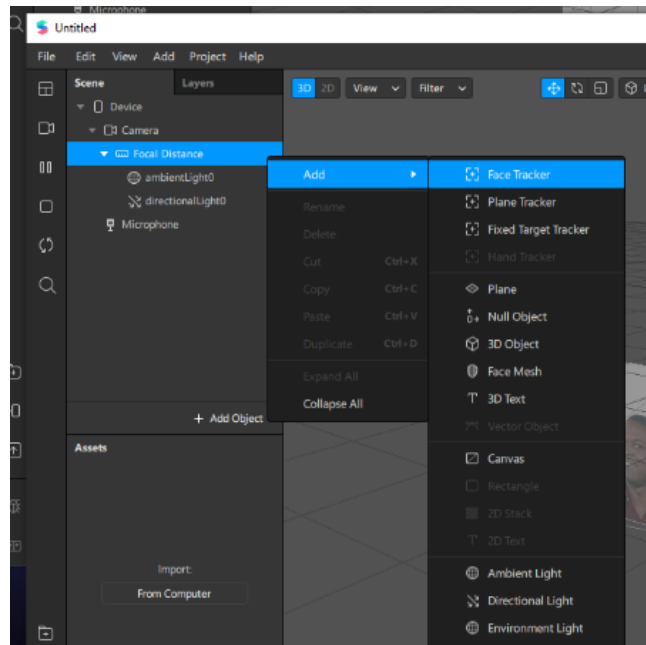 Microphone
Untitled
File Edit View Add Project Help
Scene Layers
3D 2D View Filter
Device
Camera
Focal Distance
ambientLight0
directionalLight0
Microphone
Add
Rename
Delete
Cut Ctrl+X
Copy Ctrl+C
Paste Ctrl+V
Duplicate Ctrl+D
Expand All
Collapse All
Face Tracker
Plane Tracker
Fixed Target Tracker
Hand Tracker
Plane
Null Object
3D Object
Face Mesh
3D Text
Vector Object
Canvas
Rectangle
2D Stack
2D Text
Ambient Light
Directional Light
Environment Light
+ Add Object
Assets
Import:
From Computer